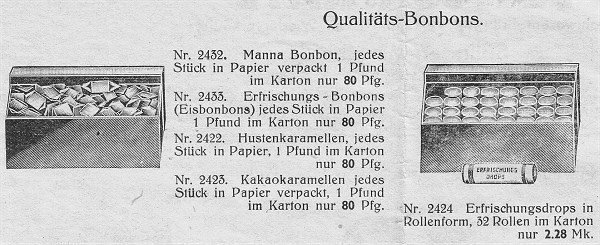 Qualitäts-Bonbons.
Nr. 2432. Manna Bonbon, jedes
Stück in Papier verpackt 1 Pfund
im Karton nur 80 Pfg.
Nr. 2433. Erfrischungs-Bonbons
(Eisbonbons) jedes Stück in Papier
1 Pfund im Karton nur 80 Pfg.
Nr. 2422. Hustenkaramellen, jedes
Stück in Papier, 1 Pfund im Karton
nur 80 Pfg.
Nr. 2423. Kakaokaramellen jedes
Stück in Papier verpackt, 1 Pfund
im Karton nur 80 Pfg.
ERFRISCHUNGS
DROPS
Nr. 2424 Erfrischungsdrops in
Rollenform, 32 Rollen im Karton
nur 2.28 Mk.